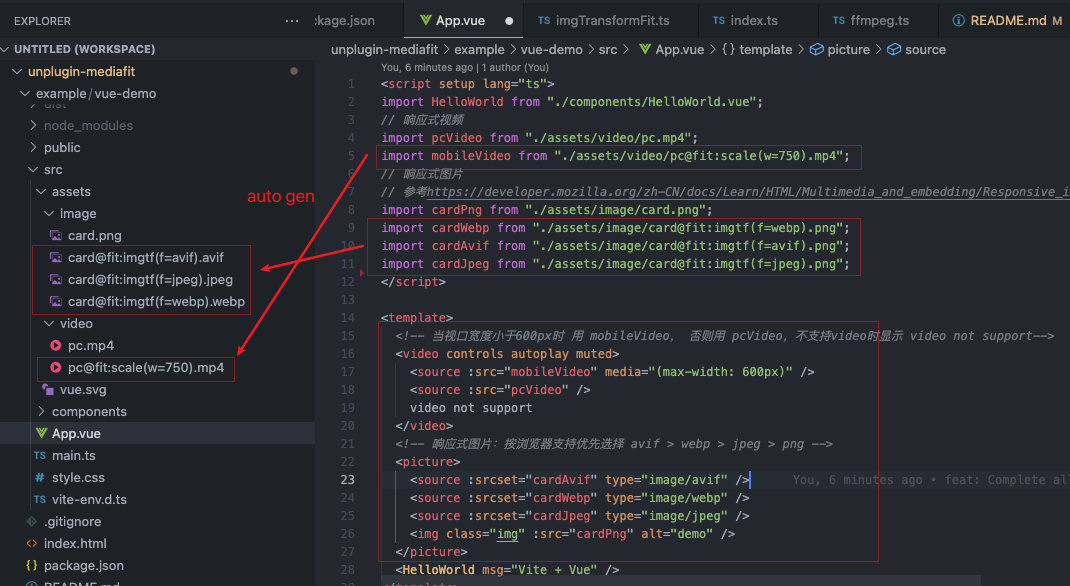 EXPLORER
...
UNTITLED (WORKSPACE)
unplugin-mediafit
example/vue-demo
dist
node_modules
public
src
assets
image
card.png
card@fit:imgtf(f=avif).avif
card@fit:imgtf(f=jpeg).jpeg
card@fit:imgtf(f=webp).webp
video
pc.mp4
pc@fit:scale(w=750).mp4
vue.svg
components
App.vue
TS main.ts
# style.css
TS vite-env.d.ts
.gitignore
<> index.html
{} package.json
README.md
auto gen
:kage.json
App.vue
TS imgTransformFit.ts
TS index.ts
TS ffmpeg.ts
README.md M
unplugin-mediafit > example > vue-demo > src > App.vue > {} template > picture > source
You, 6 minutes ago | 1 author (You)
1 <script setup lang="ts">
2 import HelloWorld from "./components/HelloWorld.vue";
3 // 响应式视频
4 import pcVideo from "./assets/video/pc.mp4";
5 import mobileVideo from "./assets/video/pc@fit:scale(w=750).mp4";
6 // 响应式图片
7 // 参考https://developer.mozilla.org/zh-CN/docs/Learn/HTML/Multimedia_and_embedding/Responsive_i
8 import cardPng from "./assets/image/card.png";
9 import cardWebp from "./assets/image/card@fit:imgtf(f=webp).png";
10 import cardAvif from "./assets/image/card@fit:imgtf(f=avif).png";
11 import cardJpeg from "./assets/image/card@fit:imgtf(f=jpeg).png";
12 </script>
13
14 <template>
15 <!-- 当视口宽度小于600px时 用 mobileVideo, 否则用 pcVideo,不支持video时显示 video not support-->
16 <video controls autoplay muted>
17 <source :src="mobileVideo" media="(max-width: 600px)" />
18 <source :src="pcVideo" />
19 video not support
20 </video>
21 <!-- 响应式图片：按浏览器支持优先选择 avif > webp > jpeg > png -->
22 <picture>
23 <source :srcset="cardAvif" type="image/avif" /> You, 6 minutes ago • feat: Complete al
24 <source :srcset="cardWebp" type="image/webp" />
25 <source :srcset="cardJpeg" type="image/jpeg" />
26 <img class="img" :src="cardPng" alt="demo" />
27 </picture>
28 <HelloWorld msg="Vite + Vue" />